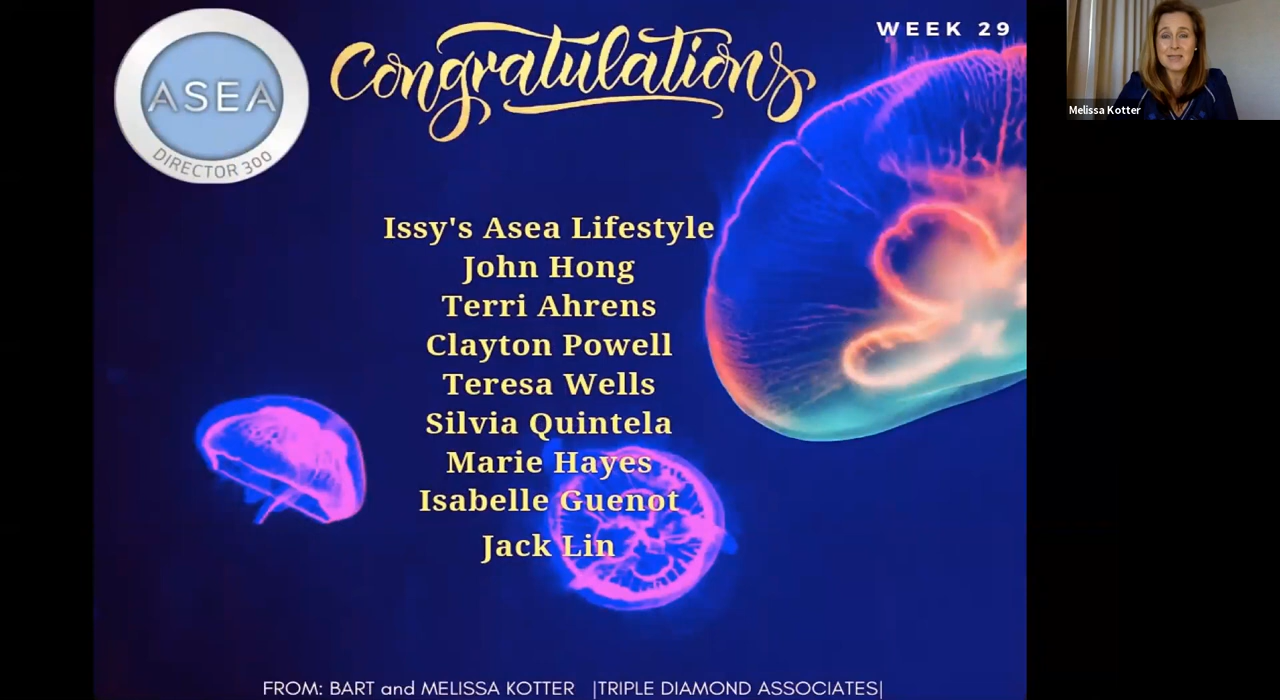 ASEA
DIRECTOR 300
Congratulations
WEEK 29
Melissa Kotter
Issy's Asea Lifestyle
John Hong
Terri Ahrens
Clayton Powell
Teresa Wells
Silvia Quintela
Marie Hayes
Isabelle Guenot
Jack Lin
FROM: BART and MELISSA KOTTER |TRIPLE DIAMOND ASSOCIATES|